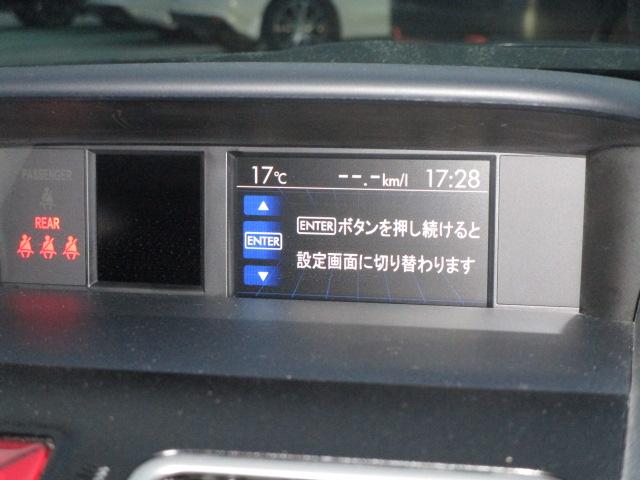 PASSENGER
REAR
17℃ --.-km/l 17:28
ENTER
ENTERボタンを押し続けると
設定画面に切り替わります